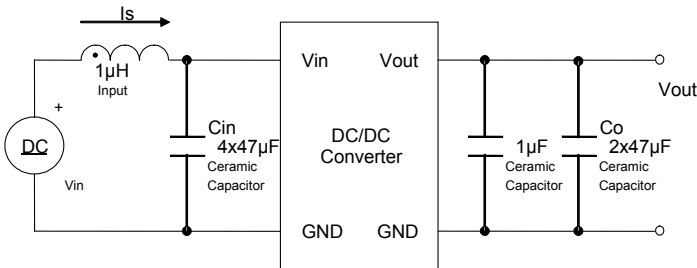 Is
1µH
Input
+
DC
Vin
Cin
4x47µF
Ceramic
Capacitor
Vin
Vout
DC/DC
Converter
GND
GND
1µF
Ceramic
Capacitor
Co
2x47µF
Ceramic
Capacitor
Vout